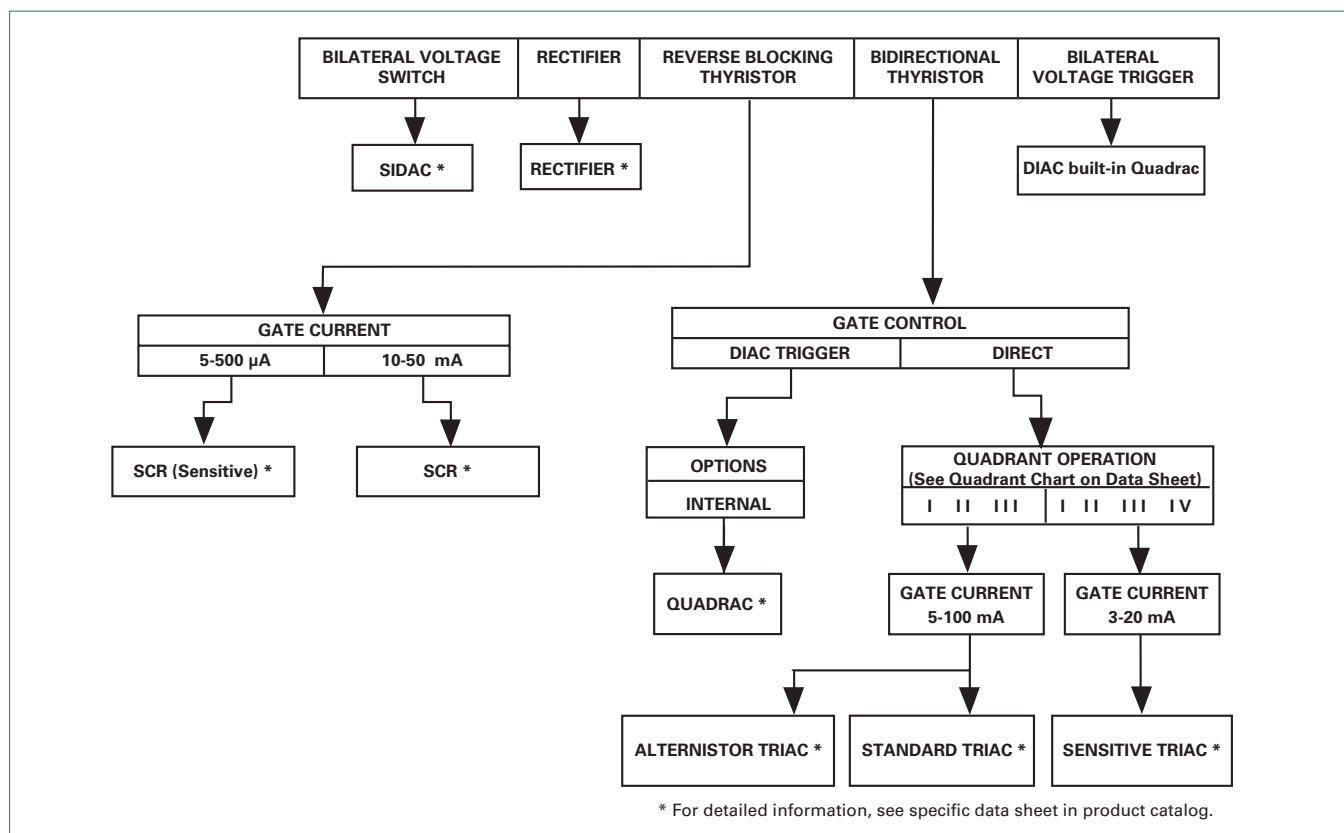 BILATERAL VOLTAGE
SWITCH
RECTIFIER
REVERSE BLOCKING
THYRISTOR
BIDIRECTIONAL
THYRISTOR
BILATERAL
VOLTAGE TRIGGER
SIDAC *
RECTIFIER *
DIAC built-in Quadrac
GATE CURRENT
5-500 µA
10-50 mA
SCR (Sensitive) *
SCR *
GATE CONTROL
DIAC TRIGGER
DIRECT
OPTIONS
INTERNAL
QUADRAC *
QUADRANT OPERATION
(See Quadrant Chart on Data Sheet)
I II III
I II III IV
GATE CURRENT
5-100 mA
GATE CURRENT
3-20 mA
ALTERNISTOR TRIAC *
STANDARD TRIAC *
SENSITIVE TRIAC *
* For detailed information, see specific data sheet in product catalog.